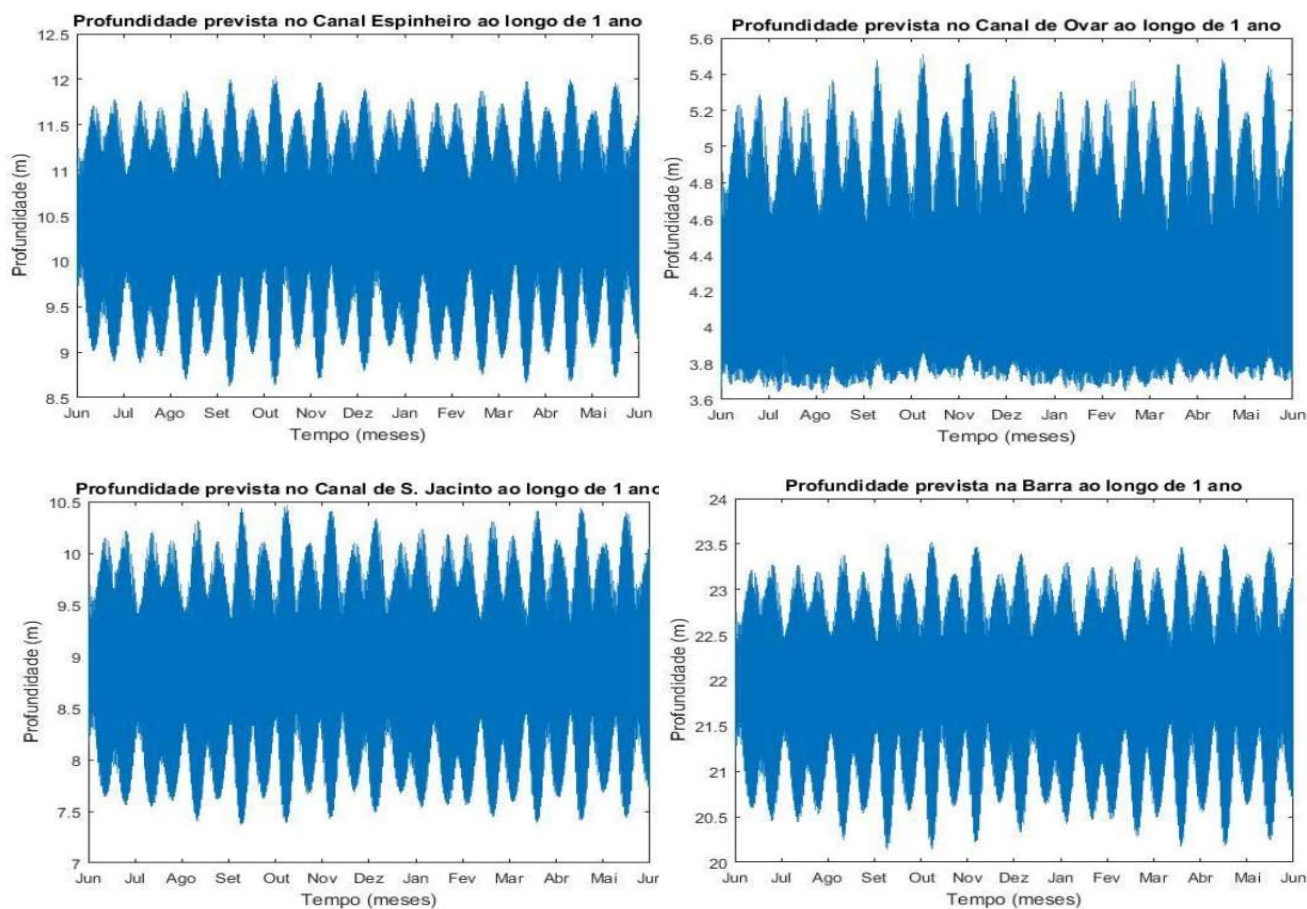 Profundidade prevista no Canal Espinheiro ao longo de 1 ano
12.5
12
11.5
11
10.5
10
9.5
9
8.5
Profundidade (m)
Jun Jul Ago Set Out Nov Dez Jan Fev Mar Abr Mai Jun
Tempo (meses)
Profundidade prevista no Canal de Ovar ao longo de 1 ano
5.6
5.4
5.2
5
4.8
4.6
4.4
4.2
4
3.8
3.6
Profundidade (m)
Jun Jul Ago Set Out Nov Dez Jan Fev Mar Abr Mai Jun
Tempo (meses)
Profundidade prevista no Canal de S. Jacinto ao longo de 1 ano
10.5
10
9.5
9
8.5
8
7.5
7
Profundidade (m)
Jun Jul Ago Set Out Nov Dez Jan Fev Mar Abr Mai Jun
Tempo (meses)
Profundidade prevista na Barra ao longo de 1 ano
24
23.5
23
22.5
22
21.5
21
20.5
20
Profundidade (m)
Jun Jul Ago Set Out Nov Dez Jan Fev Mar Abr Mai Jun
Tempo (meses)